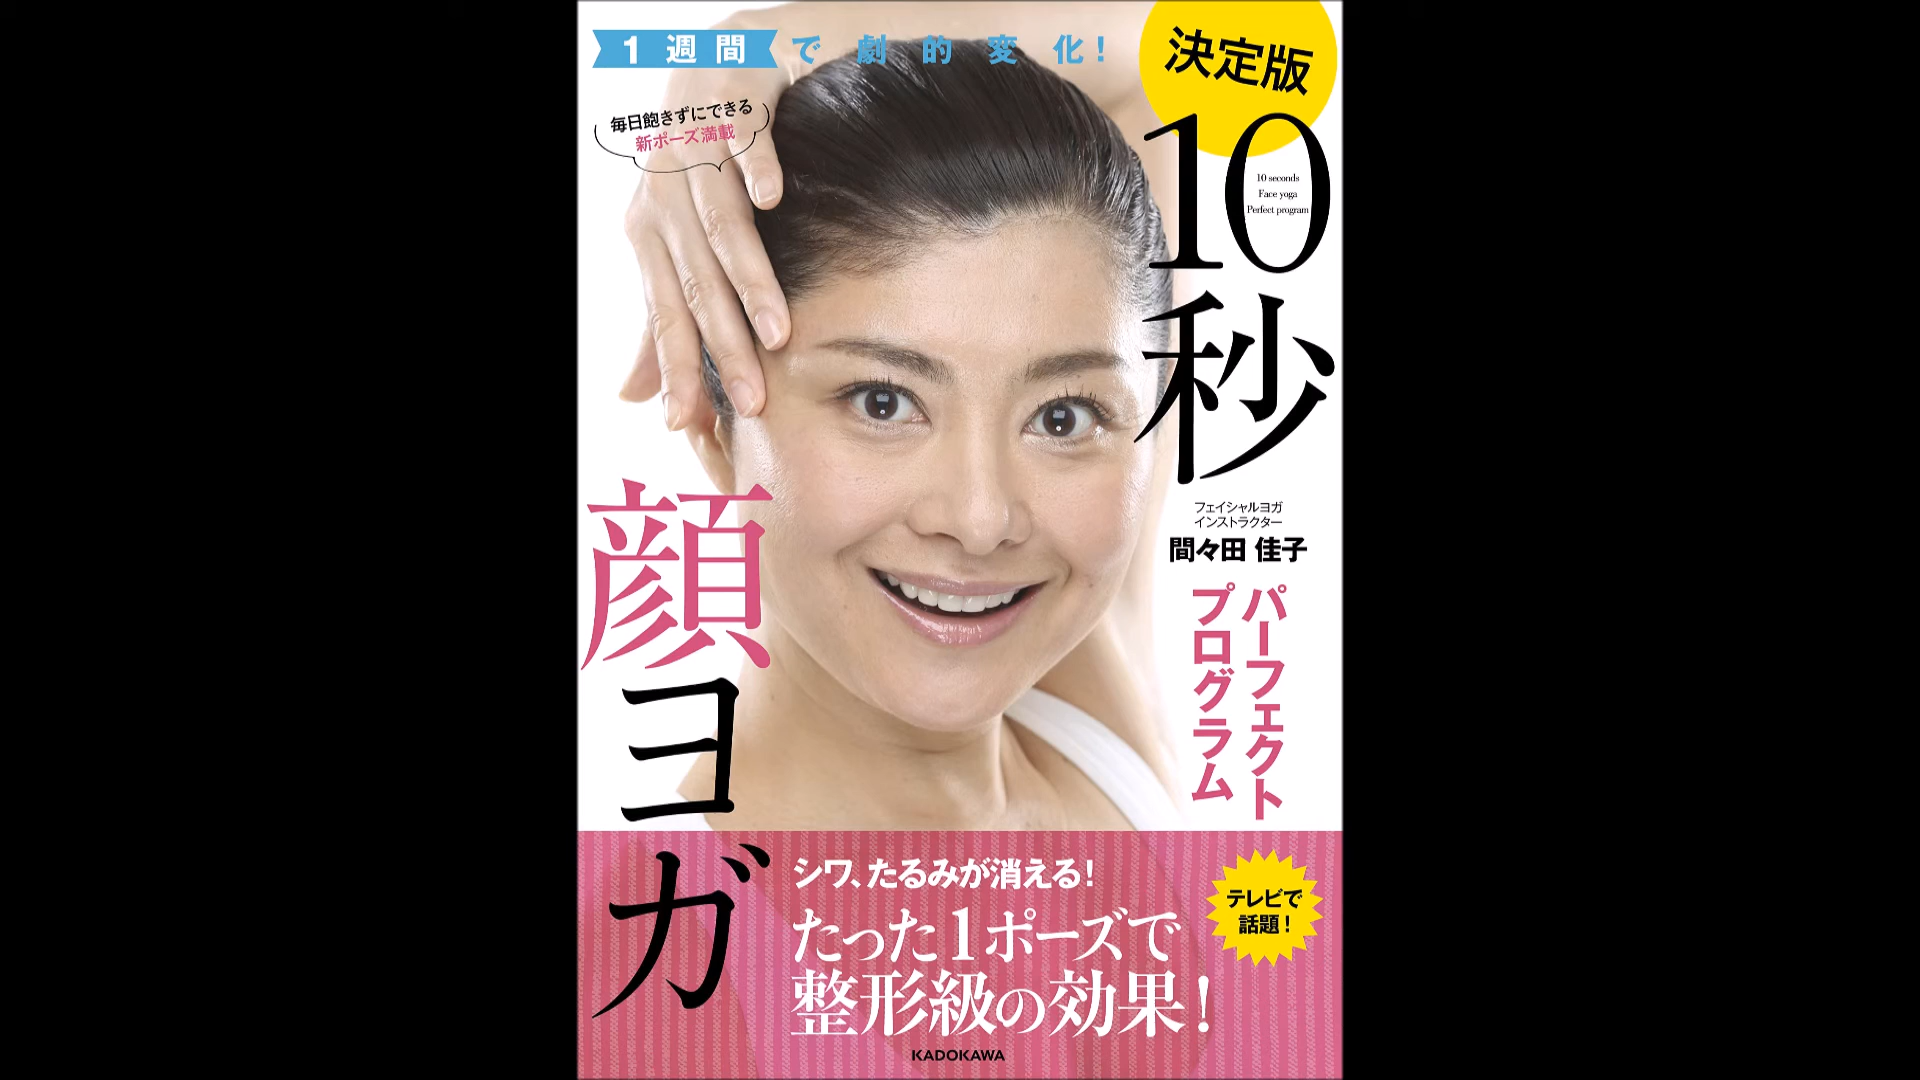 1週間で劇的変化!
毎日飽きずにできる
新ポーズ満載
決定版
10秒
10 seconds
Face yoga
Perfect program
顔ヨガ
フェイシャルヨガ
インストラクター
間々田 佳子
パーフェクト
プログラム
シワ、たるみが消える!
たった1ポーズで
整形級の効果!
テレビで
話題!
KADOKAWA